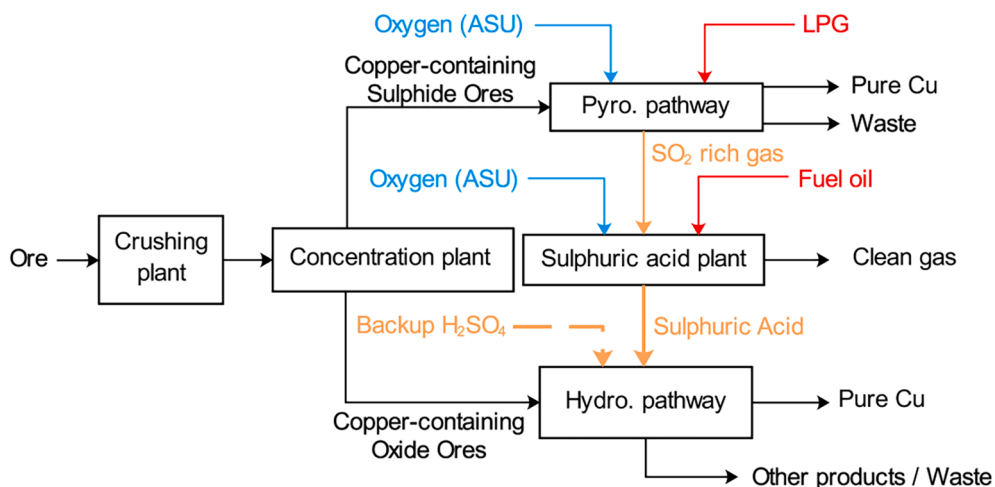 Oxygen (ASU)
LPG
Copper-containing
Sulphide Ores
Pyro. pathway
Pure Cu
Waste
SO₂ rich gas
Oxygen (ASU)
Fuel oil
Ore
Crushing
plant
Concentration plant
Sulphuric acid plant
Clean gas
Backup H₂SO₄
Sulphuric Acid
Hydro. pathway
Pure Cu
Copper-containing
Oxide Ores
Other products / Waste